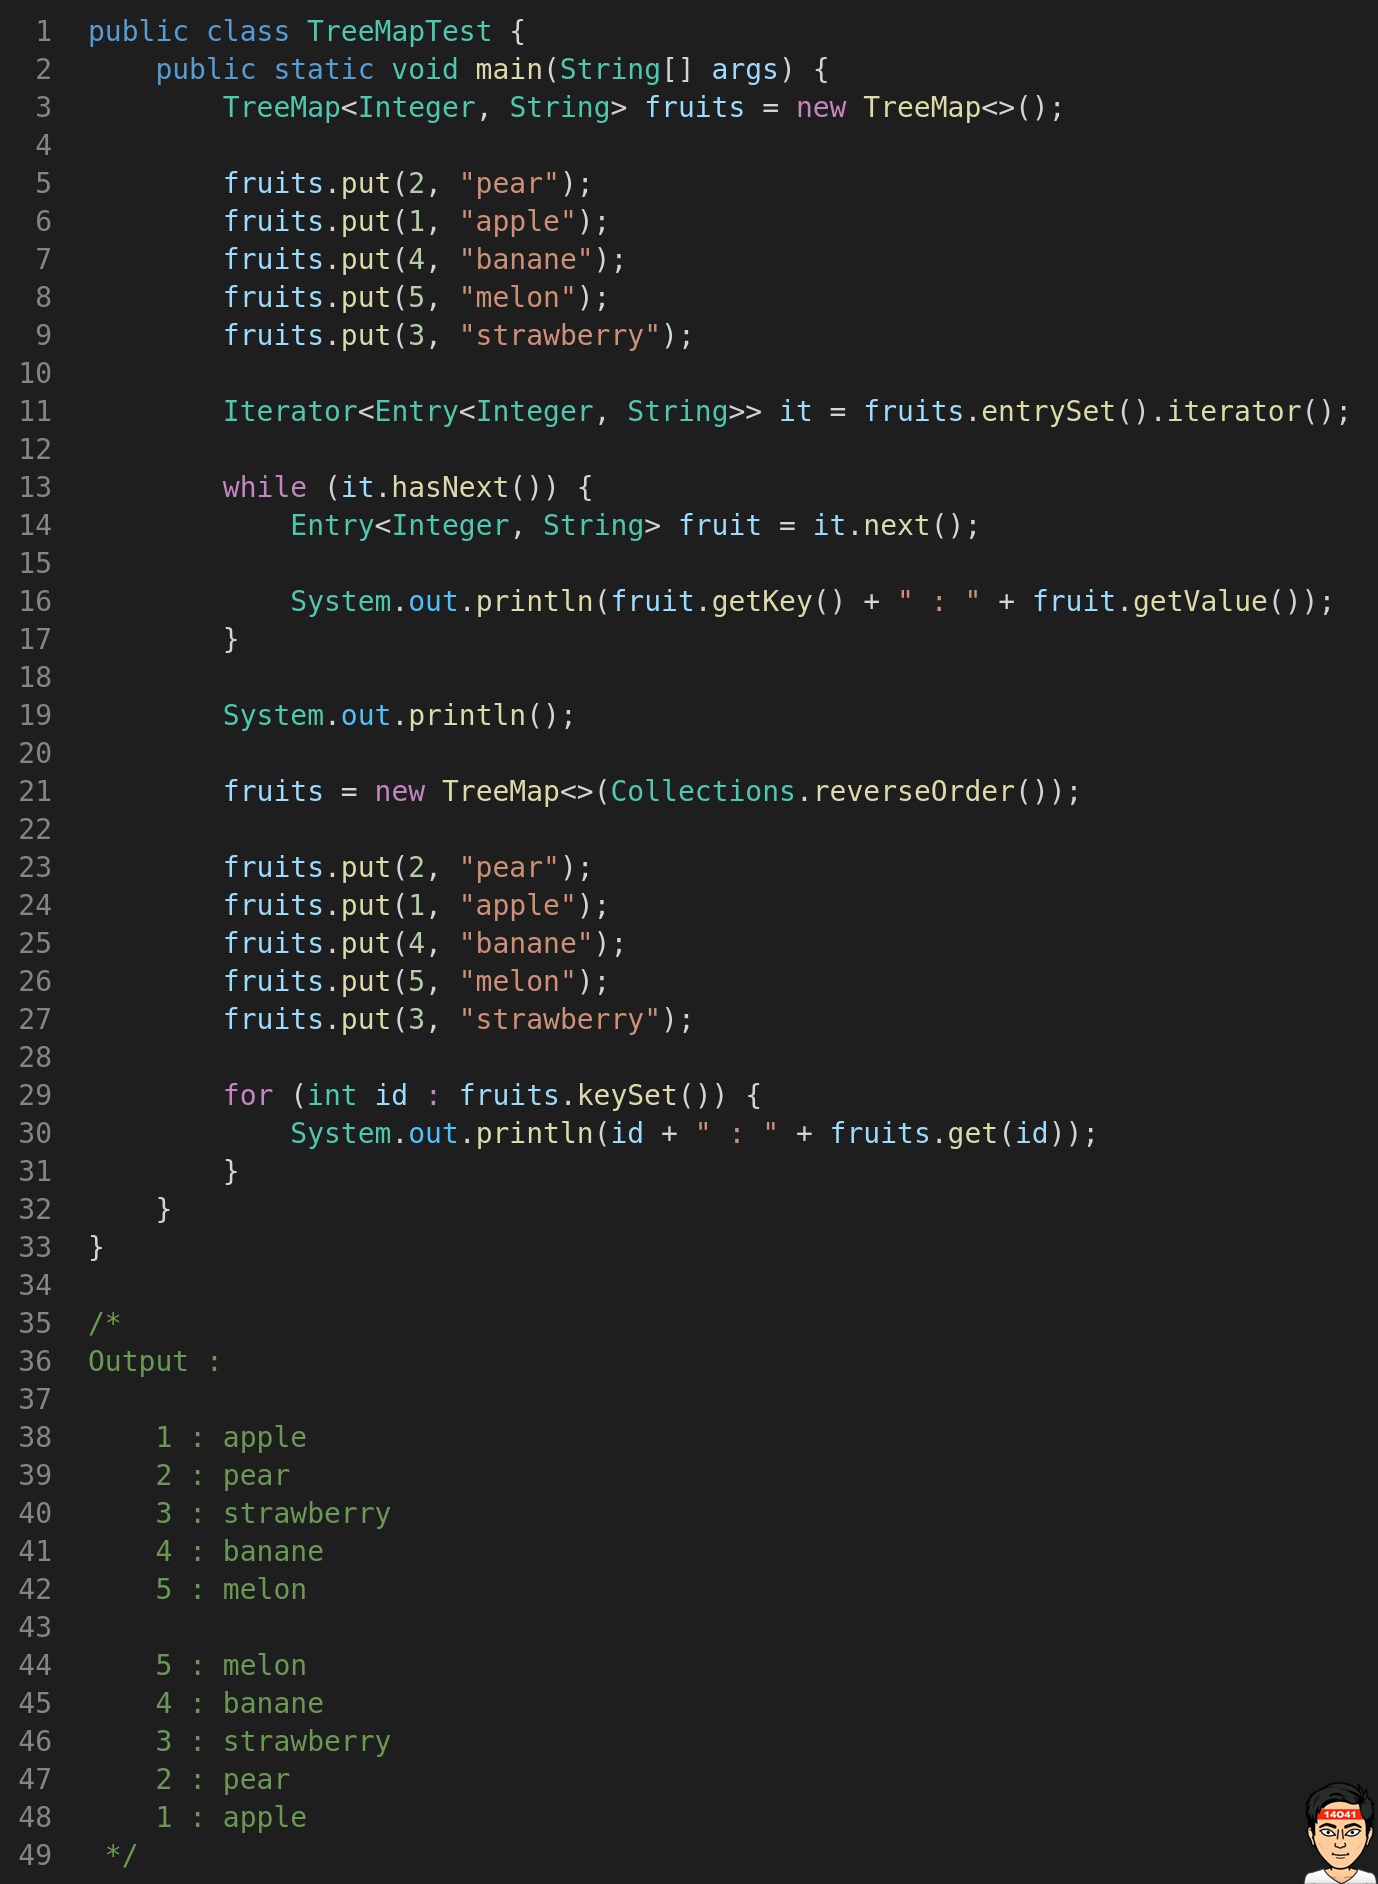 1 public class TreeMapTest {
2     public static void main(String[] args) {
3         TreeMap<Integer, String> fruits = new TreeMap<>();
4
5         fruits.put(2, "pear");
6         fruits.put(1, "apple");
7         fruits.put(4, "banane");
8         fruits.put(5, "melon");
9         fruits.put(3, "strawberry");
10
11         Iterator<Entry<Integer, String>> it = fruits.entrySet().iterator();
12
13         while (it.hasNext()) {
14             Entry<Integer, String> fruit = it.next();
15
16             System.out.println(fruit.getKey() + " : " + fruit.getValue());
17         }
18
19         System.out.println();
20
21         fruits = new TreeMap<>(Collections.reverseOrder());
22
23         fruits.put(2, "pear");
24         fruits.put(1, "apple");
25         fruits.put(4, "banane");
26         fruits.put(5, "melon");
27         fruits.put(3, "strawberry");
28
29         for (int id : fruits.keySet()) {
30             System.out.println(id + " : " + fruits.get(id));
31         }
32     }
33 }
34
35 /*
36 Output :
37
38     1 : apple
39     2 : pear
40     3 : strawberry
41     4 : banane
42     5 : melon
43
44     5 : melon
45     4 : banane
46     3 : strawberry
47     2 : pear
48     1 : apple
14041
49  */